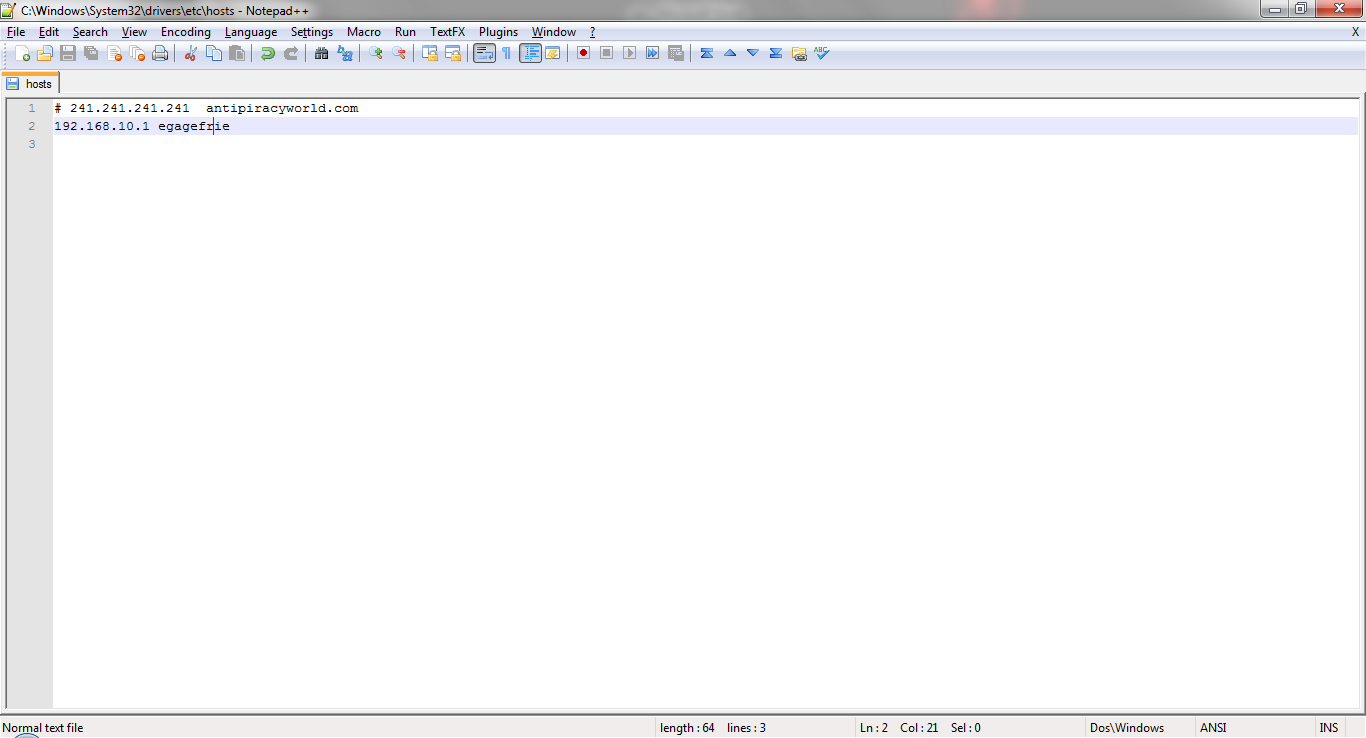 C:\Windows\System32\drivers\etc\hosts - Notepad++
File Edit Search View Encoding Language Settings Macro Run TextFX Plugins Window ? X
hosts
1 # 241.241.241.241  antipiracyworld.com
2 192.168.10.1 egagefrie
3
Normal text file length : 64 lines : 3 Ln : 2 Col : 21 Sel : 0 Dos\Windows ANSI INS